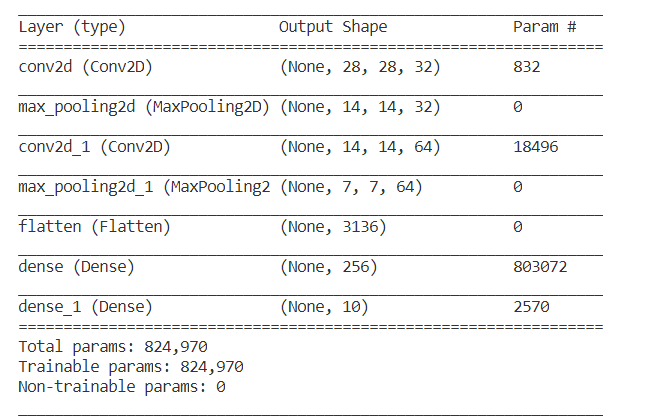 Layer (type) Output Shape Param #
=================================================================
conv2d (Conv2D) (None, 28, 28, 32) 832
max_pooling2d (MaxPooling2D) (None, 14, 14, 32) 0
conv2d_1 (Conv2D) (None, 14, 14, 64) 18496
max_pooling2d_1 (MaxPooling2 (None, 7, 7, 64) 0
flatten (Flatten) (None, 3136) 0
dense (Dense) (None, 256) 803072
dense_1 (Dense) (None, 10) 2570
=================================================================
Total params: 824,970
Trainable params: 824,970
Non-trainable params: 0